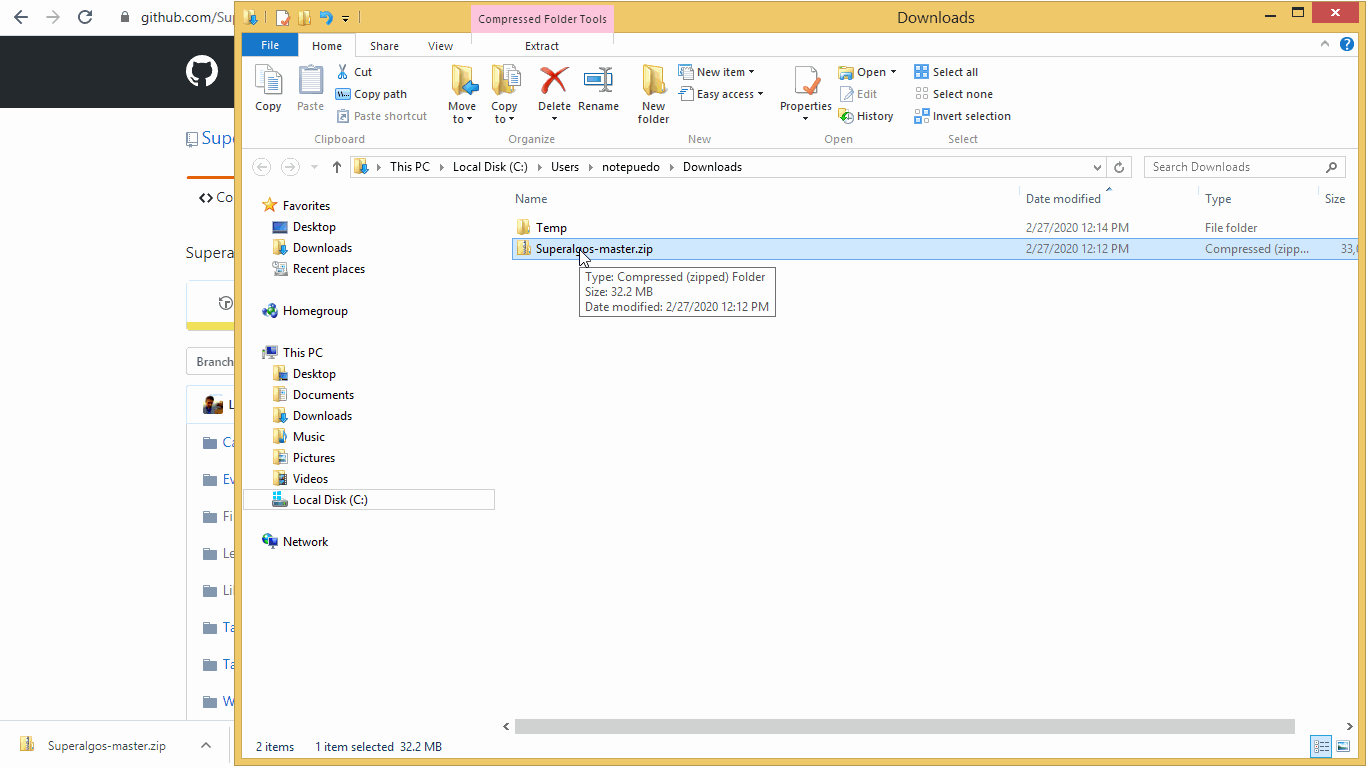 github.com/Su
Compressed Folder Tools
Downloads
File
Home
Share
View
Extract
Copy
Paste
Cut
Copy path
Paste shortcut
Clipboard
Move to
Copy to
Delete
Rename
Organize
New folder
New item
Easy access
New
Properties
Open
Edit
History
Open
Select all
Select none
Invert selection
Select
This PC
Local Disk (C:)
Users
notepuedo
Downloads
Search Downloads
Supe
Co
Supera
Branch
L
Ca
Ev
Fi
Le
Li
Ta
Ta
W
Favorites
Desktop
Downloads
Recent places
Homegroup
This PC
Desktop
Documents
Downloads
Music
Pictures
Videos
Local Disk (C:)
Network
Name Date modified Type Size
Temp 2/27/2020 12:14 PM File folder
Superalgos-master.zip 2/27/2020 12:12 PM Compressed (zipp... 33,0
Type: Compressed (zipped) Folder
Size: 32.2 MB
Date modified: 2/27/2020 12:12 PM
2 items 1 item selected 32.2 MB
Superalgos-master.zip